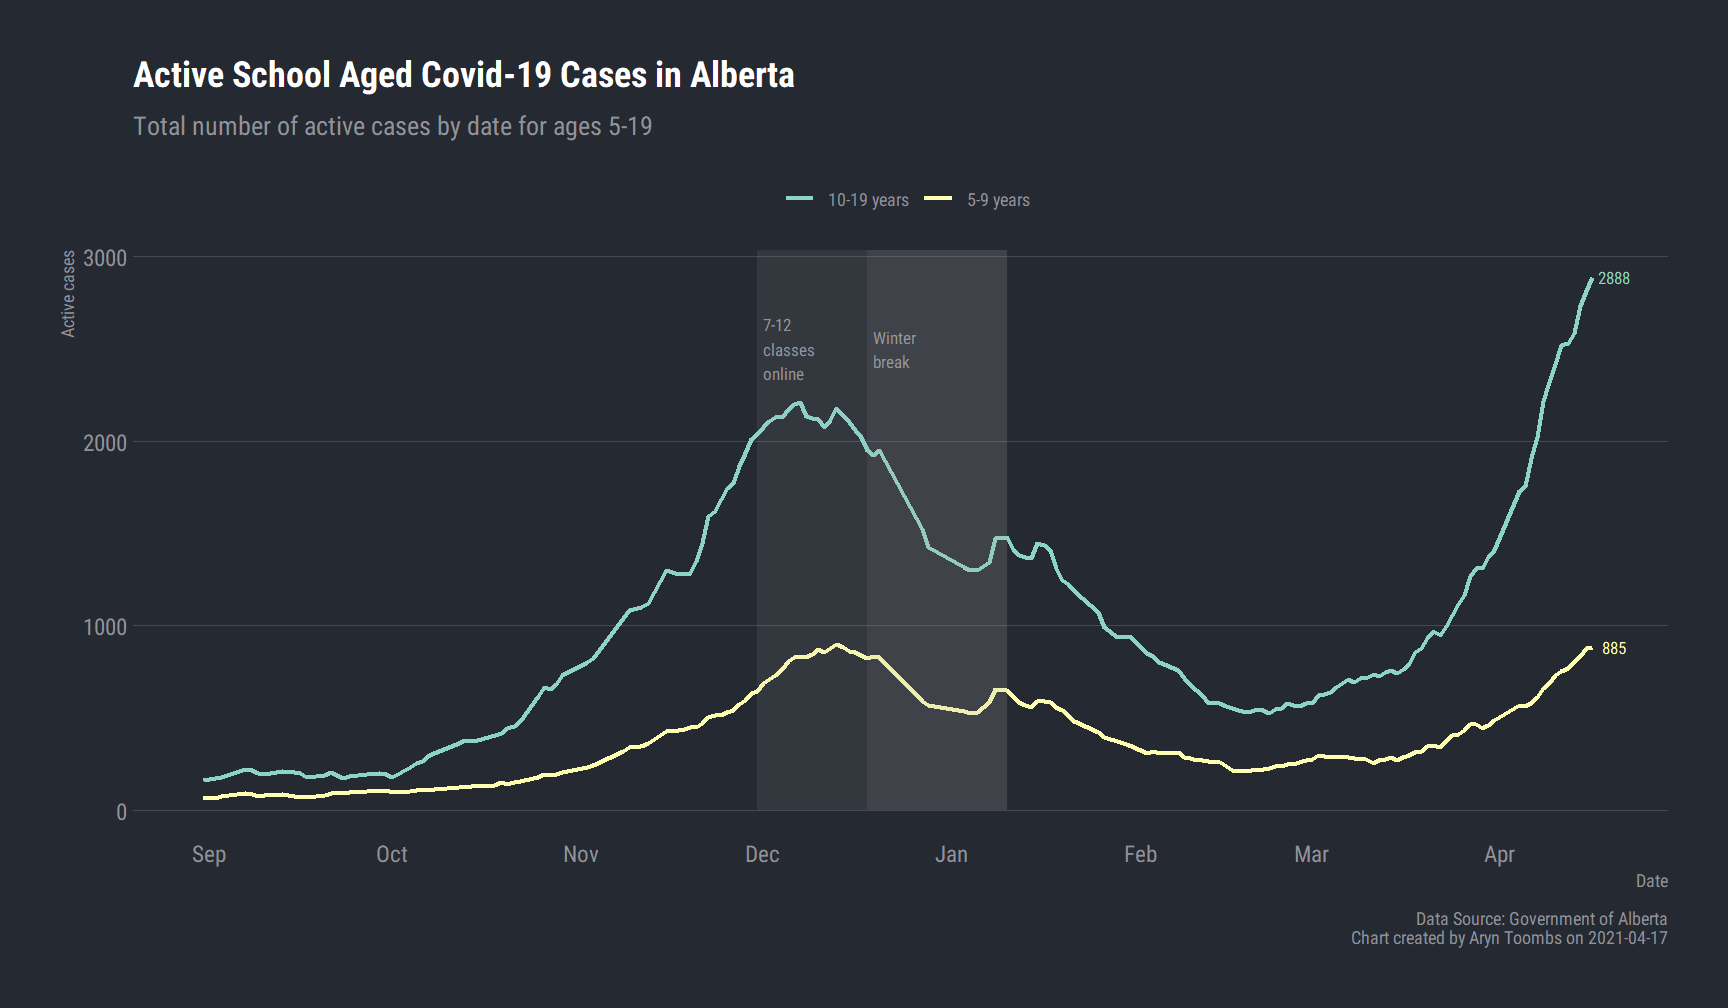 Active School Aged Covid-19 Cases in Alberta
Total number of active cases by date for ages 5-19
10-19 years
5-9 years
Active cases
3000
2000
1000
0
7-12
classes
online
Winter
break
2888
885
Sep
Oct
Nov
Dec
Jan
Feb
Mar
Apr
Date
Data Source: Government of Alberta
Chart created by Aryn Toombs on 2021-04-17